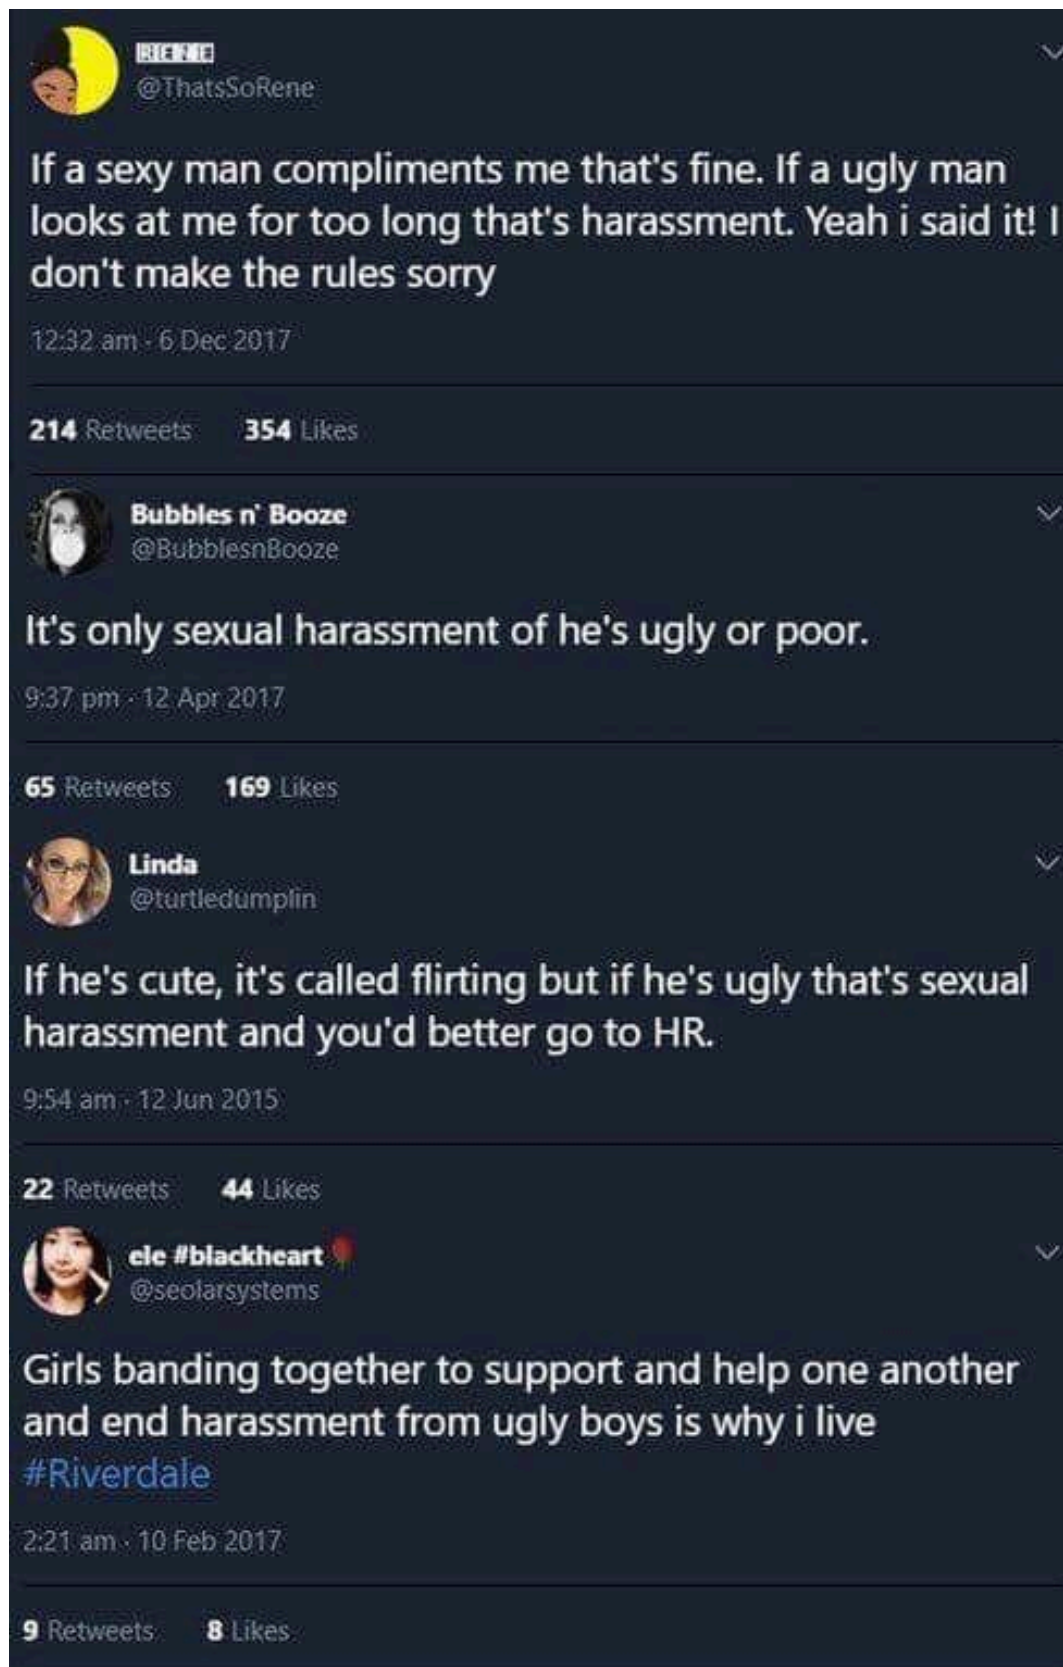 RENE
@ThatsSoRene
If a sexy man compliments me that's fine. If a ugly man
looks at me for too long that's harassment. Yeah i said it! I
don't make the rules sorry
12:32 am · 6 Dec 2017
214 Retweets 354 Likes
Bubbles n' Booze
@BubblesnBooze
It's only sexual harassment of he's ugly or poor.
9:37 pm · 12 Apr 2017
65 Retweets 169 Likes
Linda
@turtledumplin
If he's cute, it's called flirting but if he's ugly that's sexual
harassment and you'd better go to HR.
9:54 am · 12 Jun 2015
22 Retweets 44 Likes
ele #blackheart🌹
@seolarsystems
Girls banding together to support and help one another
and end harassment from ugly boys is why i live
#Riverdale
2:21 am · 10 Feb 2017
9 Retweets 8 Likes